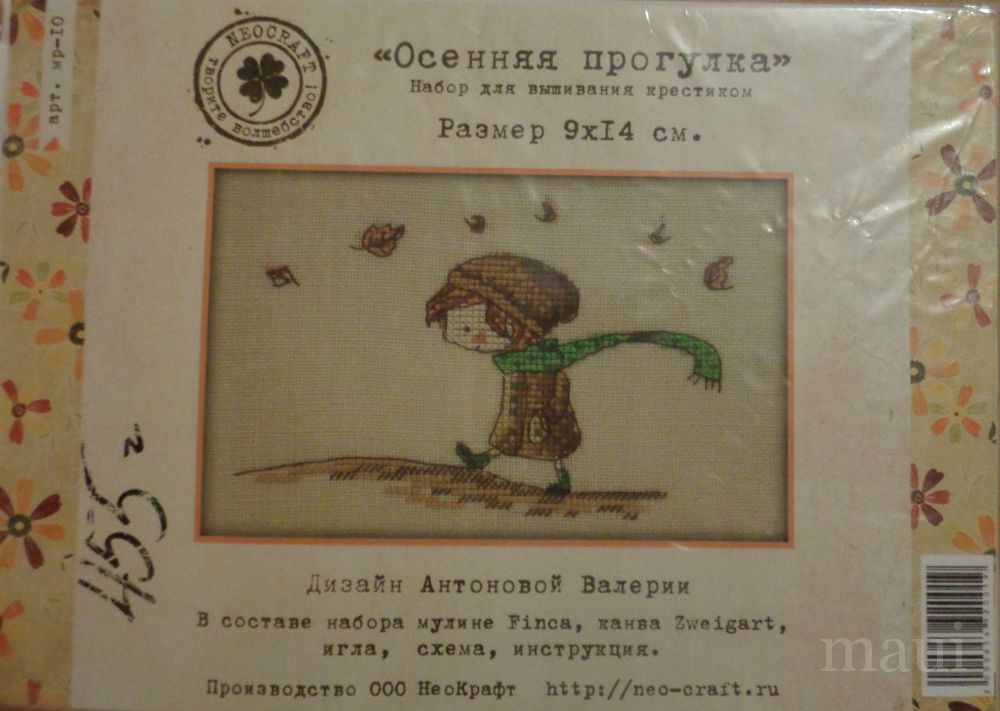 арт. мр-10
NEOCRAFT
творите волшебство!
«Осенняя прогулка»
Набор для вышивания крестиком
Размер 9х14 см.
455
Дизайн Антоновой Валерии
В составе набора мулине Finca, канва Zweigart,
игла, схема, инструкция.
Производство ООО НеоКрафт http://neo-craft.ru
maui